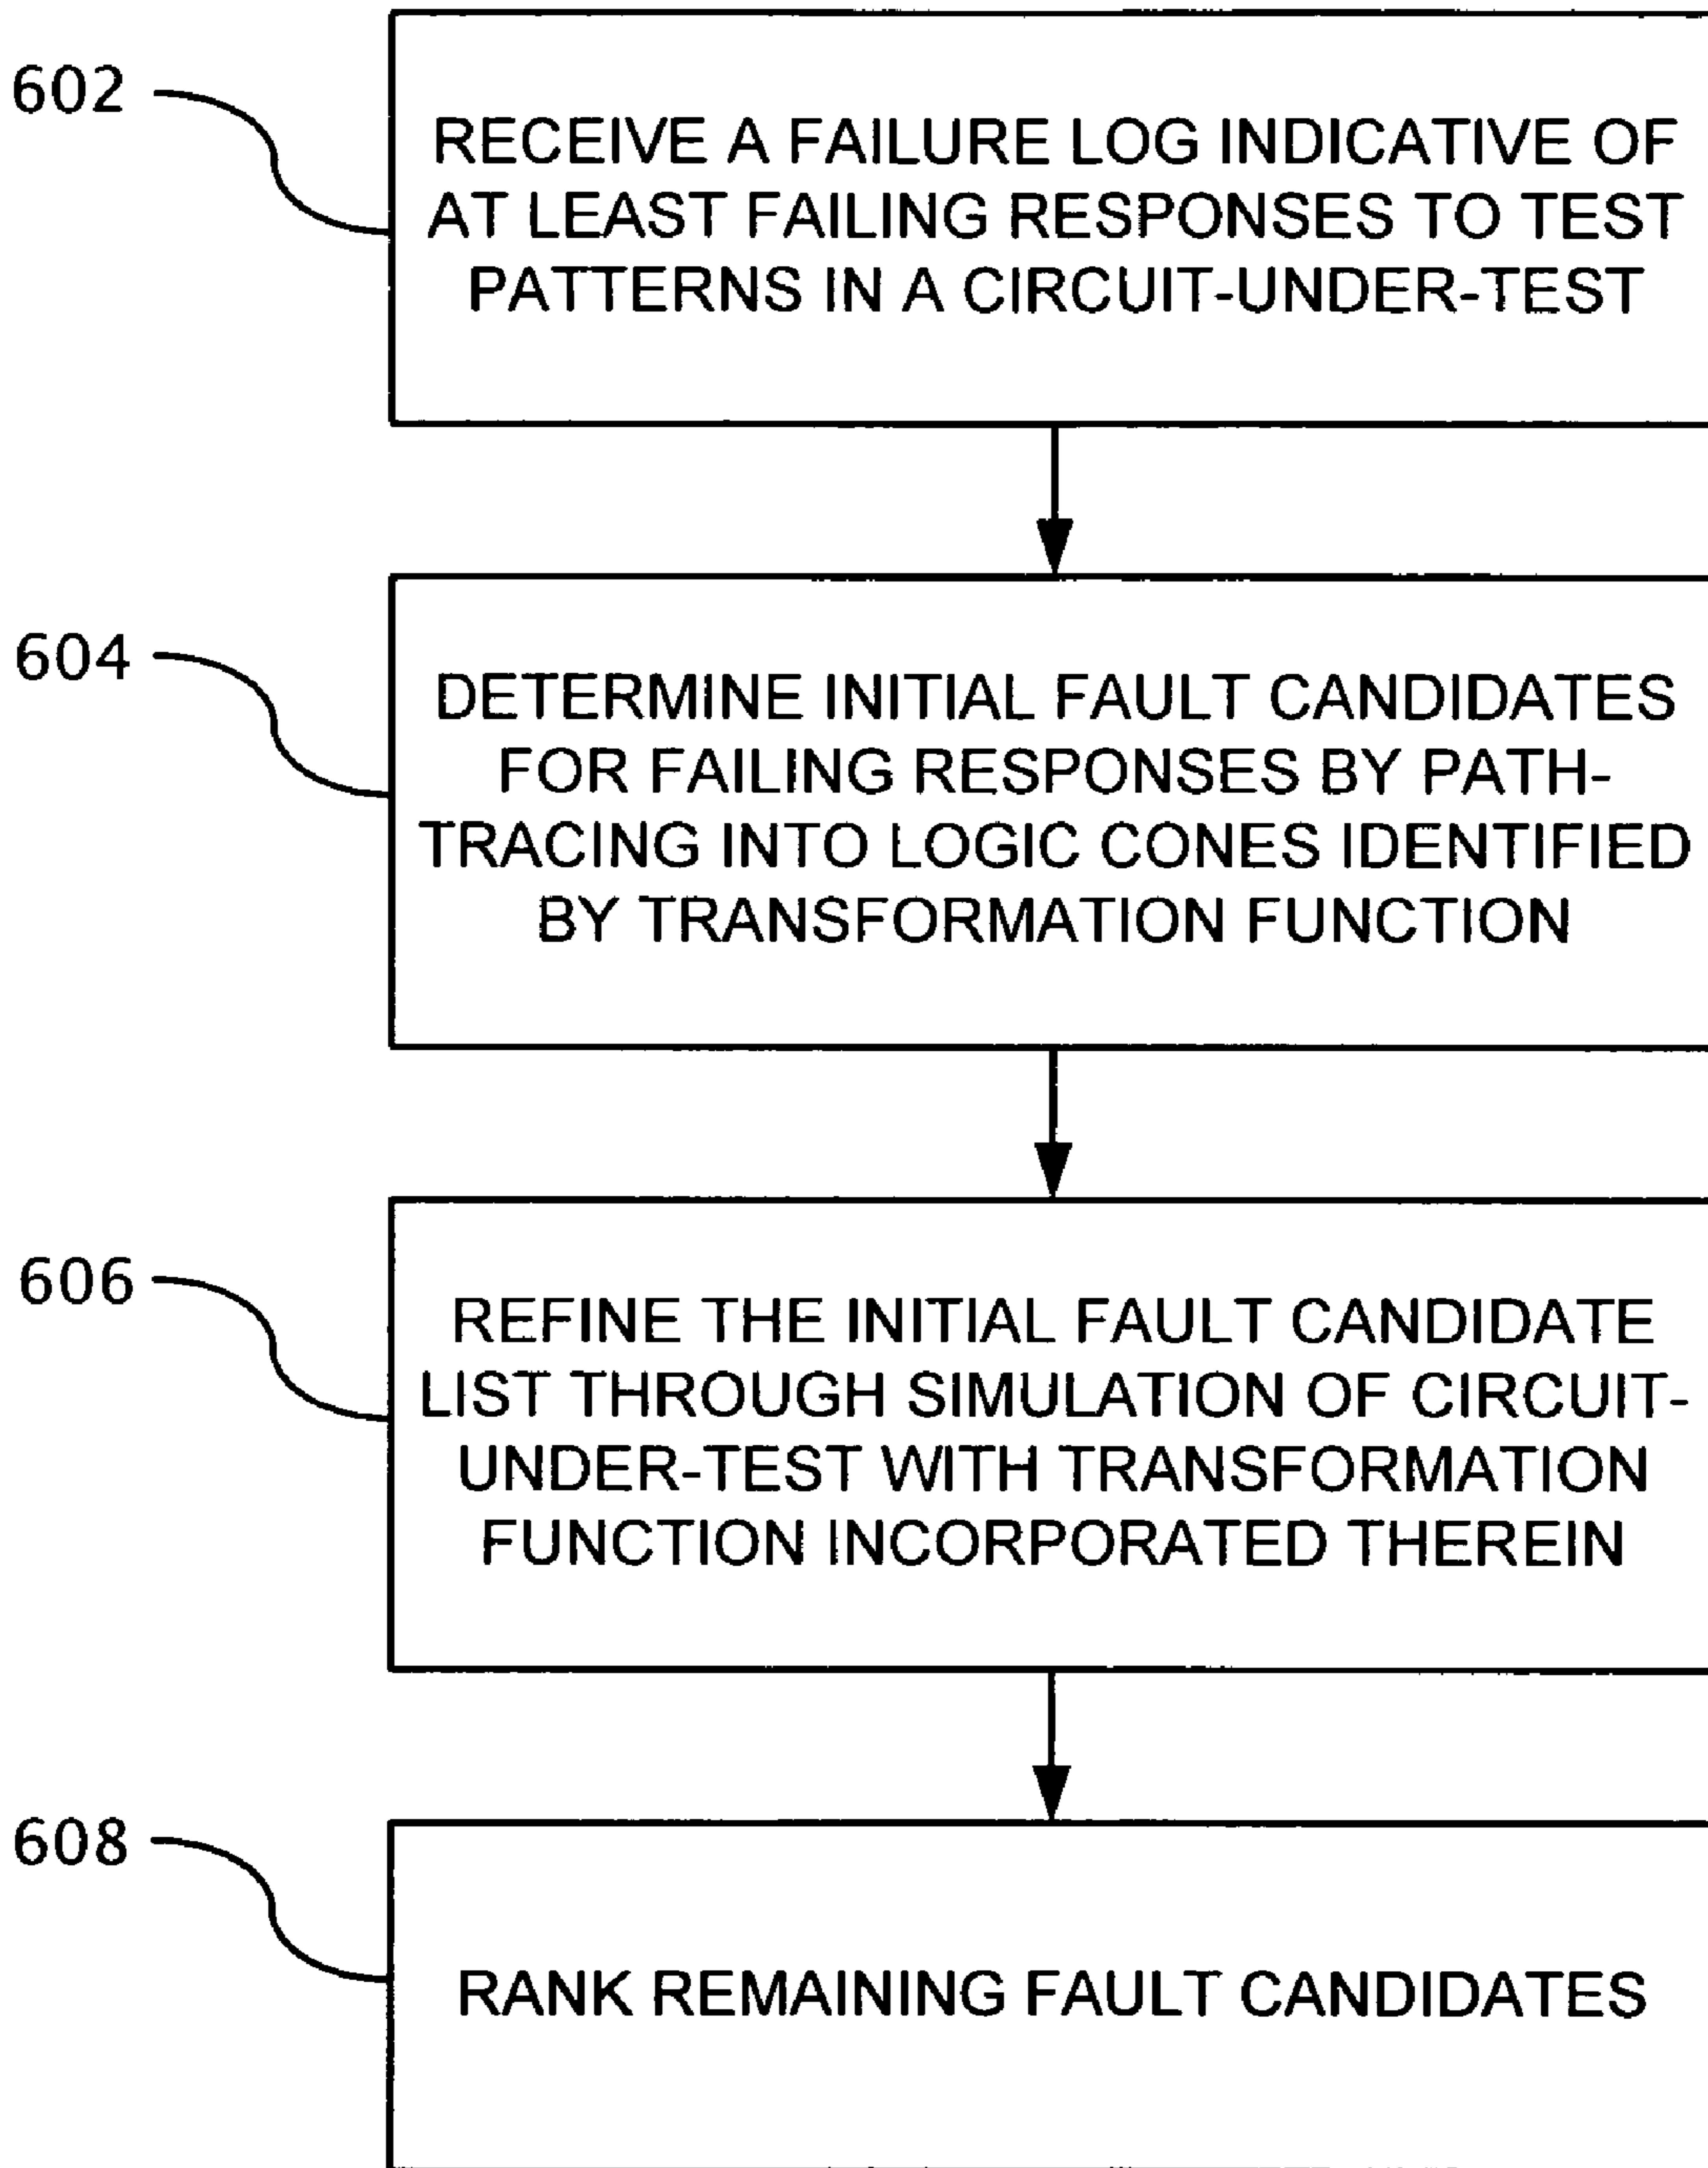 602
RECEIVE A FAILURE LOG INDICATIVE OF
AT LEAST FAILING RESPONSES TO TEST
PATTERNS IN A CIRCUIT-UNDER-TEST
604
DETERMINE INITIAL FAULT CANDIDATES
FOR FAILING RESPONSES BY PATH-
TRACING INTO LOGIC CONES IDENTIFIED
BY TRANSFORMATION FUNCTION
606
REFINE THE INITIAL FAULT CANDIDATE
LIST THROUGH SIMULATION OF CIRCUIT-
UNDER-TEST WITH TRANSFORMATION
FUNCTION INCORPORATED THEREIN
608
RANK REMAINING FAULT CANDIDATES